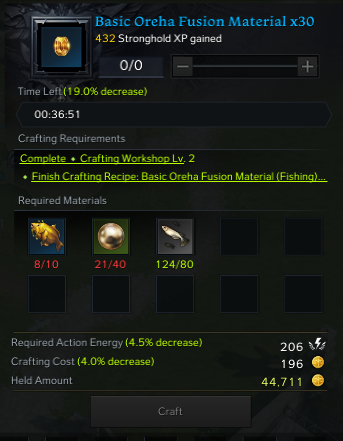 Basic Oreha Fusion Material x30
432 Stronghold XP gained
0/0
Time Left(19.0% decrease)
00:36:51
Crafting Requirements
Complete • Crafting Workshop Lv. 2
• Finish Crafting Recipe: Basic Oreha Fusion Material (Fishing)...
Required Materials
8/10 21/40 124/80
Required Action Energy (4.5% decrease) 206
Crafting Cost (4.0% decrease) 196
Held Amount 44,711
Craft